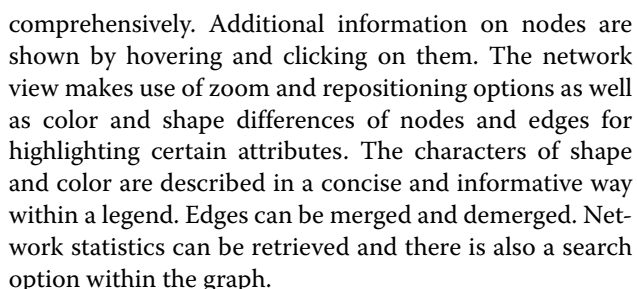 comprehensively. Additional information on nodes are
shown by hovering and clicking on them. The network
view makes use of zoom and repositioning options as well
as color and shape differences of nodes and edges for
highlighting certain attributes. The characters of shape
and color are described in a concise and informative way
within a legend. Edges can be merged and demerged. Net-
work statistics can be retrieved and there is also a search
option within the graph.